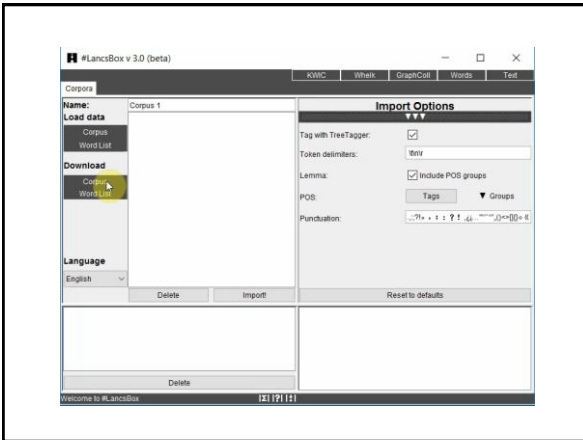 #LancsBox v 3.0 (beta)
KWIC Whelk GraphColl Words Text
Corpora
Name: Corpus 1
Load data
Corpus
Word List
Download
Corpus
Word List
Language
English
Delete Import!
Import Options
Tag with TreeTagger:
Token delimiters: \t\n\r
Lemma: Include POS groups
POS: Tags ▼ Groups
Punctuation:
Reset to defaults
Delete
Welcome to #LancsBox |Σ| |?| |‡|